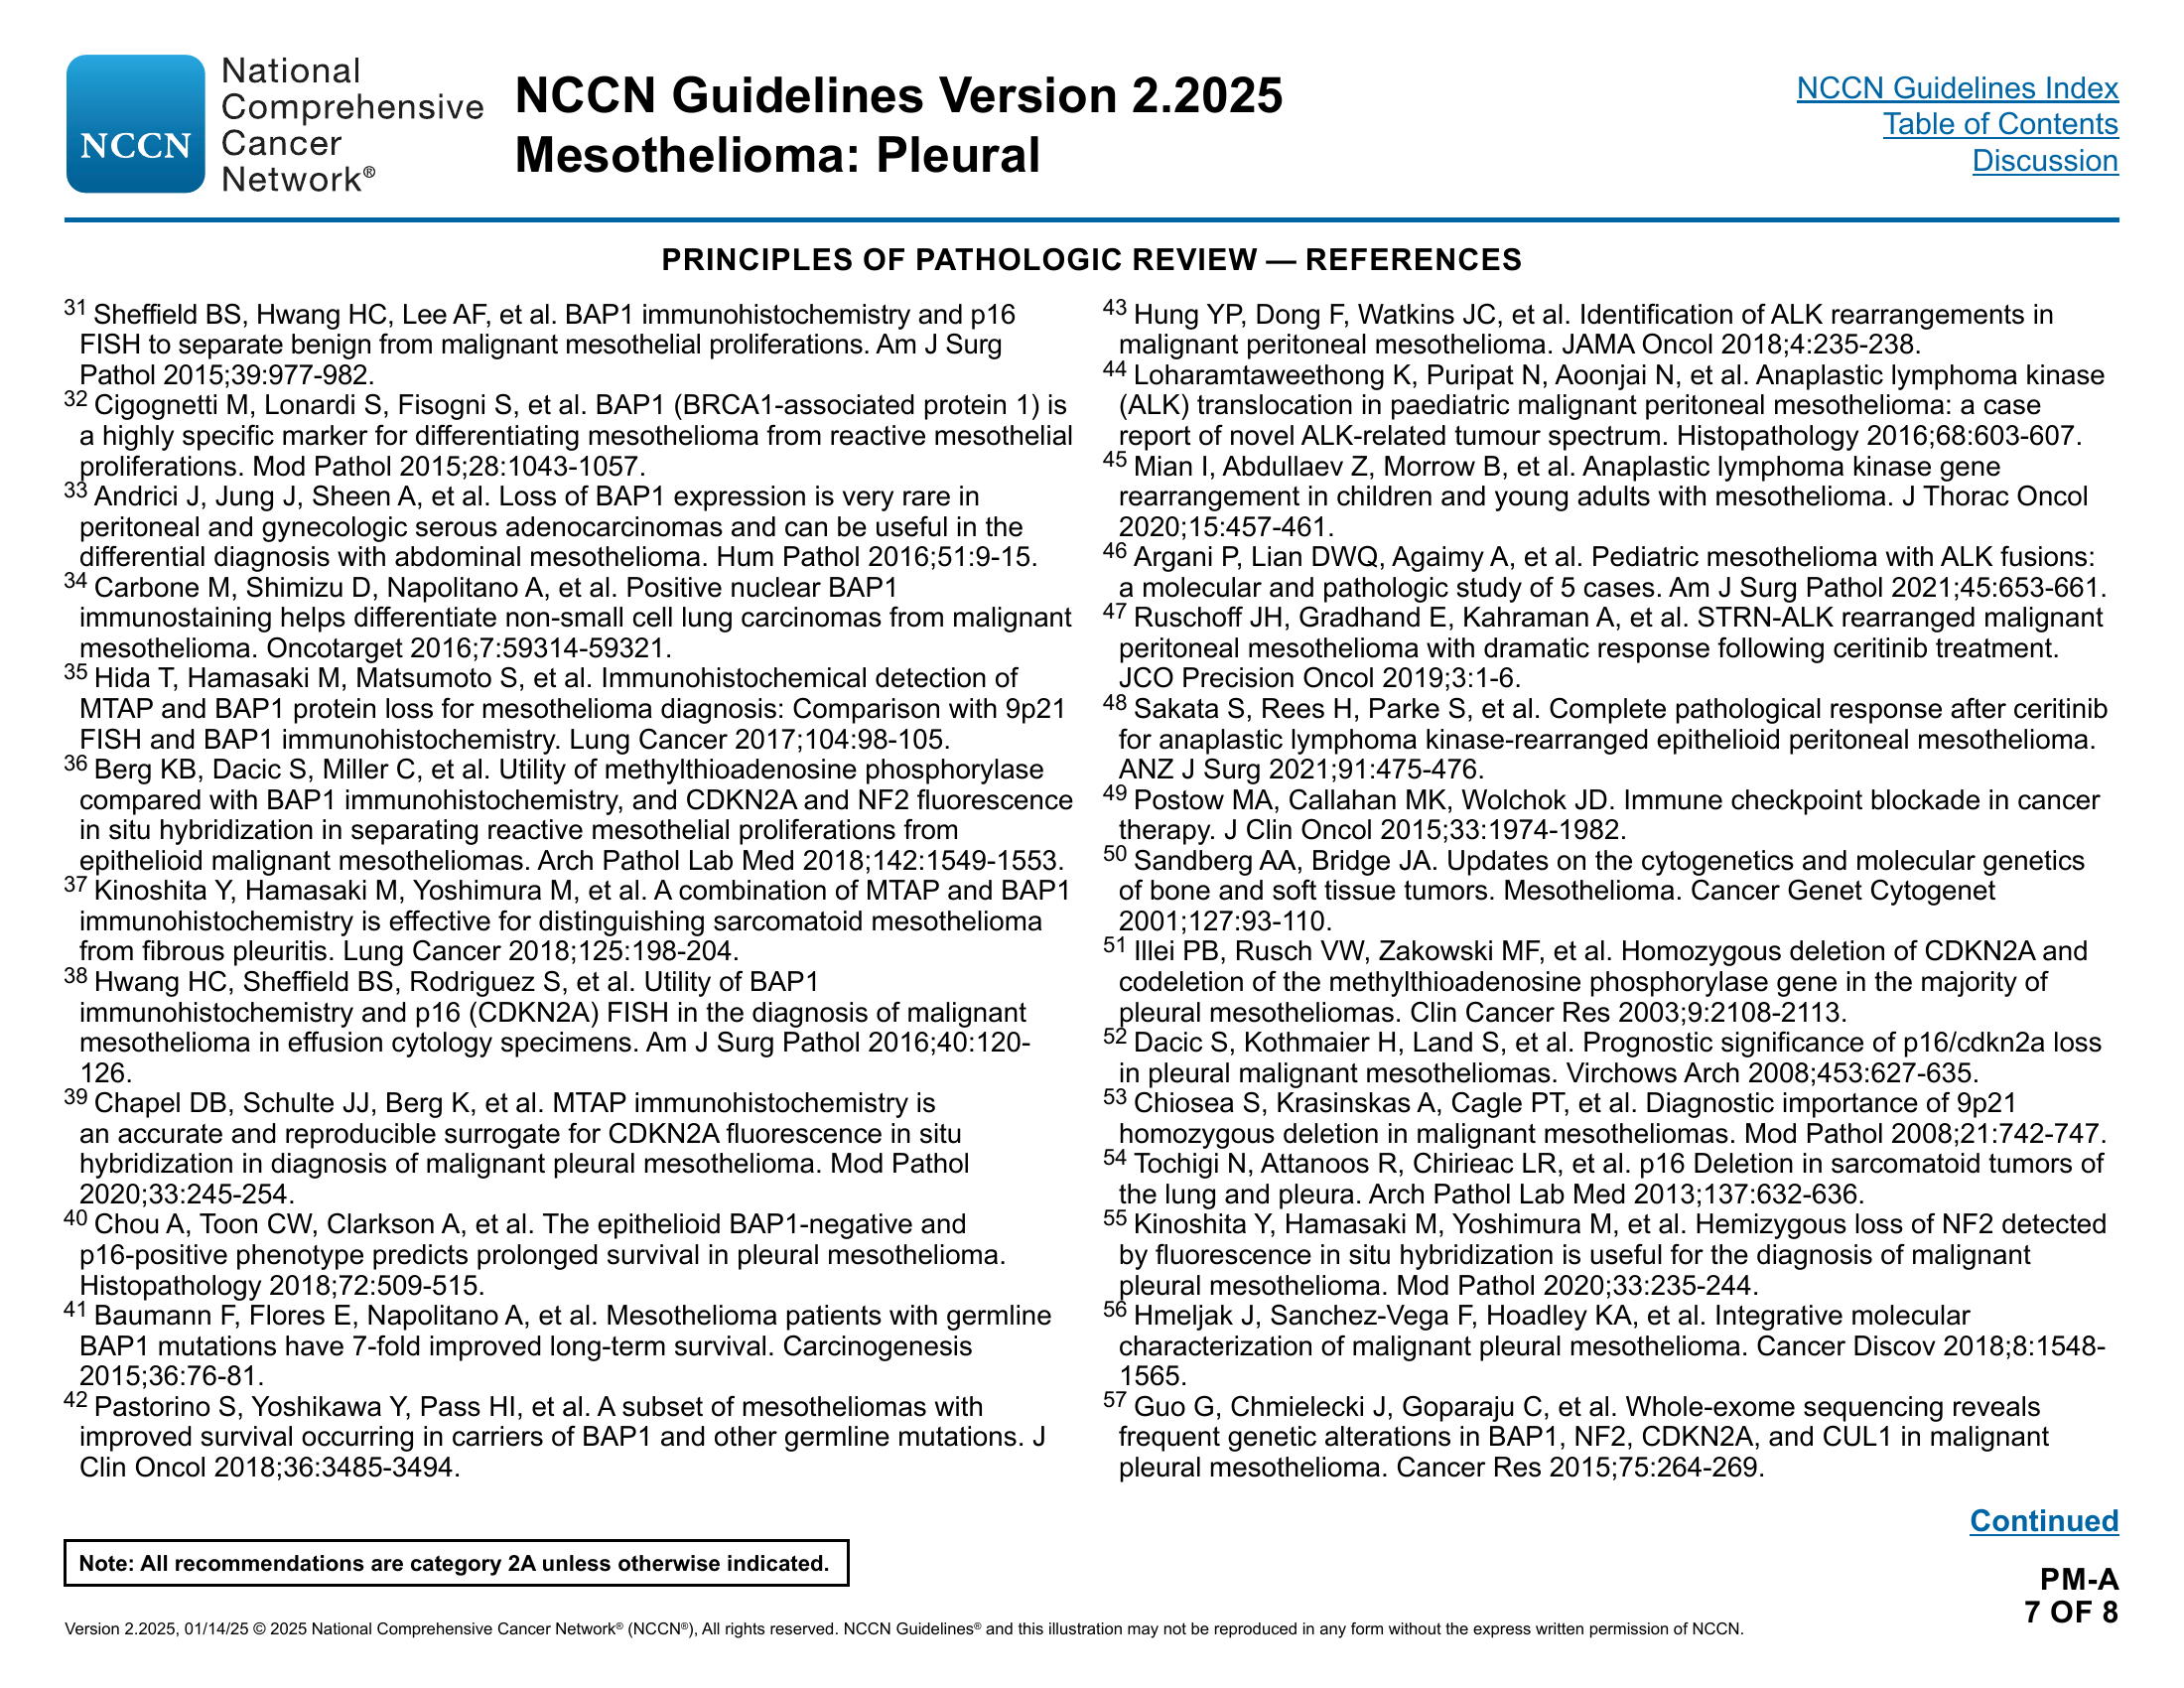 National
Comprehensive
Cancer
Network®
NCCN
NCCN Guidelines Version 2.2025
Mesothelioma: Pleural
NCCN Guidelines Index
Table of Contents
Discussion
PRINCIPLES OF PATHOLOGIC REVIEW — REFERENCES
31 Sheffield BS, Hwang HC, Lee AF, et al. BAP1 immunohistochemistry and p16
FISH to separate benign from malignant mesothelial proliferations. Am J Surg
Pathol 2015;39:977-982.
32 Cigognetti M, Lonardi S, Fisogni S, et al. BAP1 (BRCA1-associated protein 1) is
a highly specific marker for differentiating mesothelioma from reactive mesothelial
proliferations. Mod Pathol 2015;28:1043-1057.
33 Andrici J, Jung J, Sheen A, et al. Loss of BAP1 expression is very rare in
peritoneal and gynecologic serous adenocarcinomas and can be useful in the
differential diagnosis with abdominal mesothelioma. Hum Pathol 2016;51:9-15.
34 Carbone M, Shimizu D, Napolitano A, et al. Positive nuclear BAP1
immunostaining helps differentiate non-small cell lung carcinomas from malignant
mesothelioma. Oncotarget 2016;7:59314-59321.
35 Hida T, Hamasaki M, Matsumoto S, et al. Immunohistochemical detection of
MTAP and BAP1 protein loss for mesothelioma diagnosis: Comparison with 9p21
FISH and BAP1 immunohistochemistry. Lung Cancer 2017;104:98-105.
36 Berg KB, Dacic S, Miller C, et al. Utility of methylthioadenosine phosphorylase
compared with BAP1 immunohistochemistry, and CDKN2A and NF2 fluorescence
in situ hybridization in separating reactive mesothelial proliferations from
epithelioid malignant mesotheliomas. Arch Pathol Lab Med 2018;142:1549-1553.
37 Kinoshita Y, Hamasaki M, Yoshimura M, et al. A combination of MTAP and BAP1
immunohistochemistry is effective for distinguishing sarcomatoid mesothelioma
from fibrous pleuritis. Lung Cancer 2018;125:198-204.
38 Hwang HC, Sheffield BS, Rodriguez S, et al. Utility of BAP1
immunohistochemistry and p16 (CDKN2A) FISH in the diagnosis of malignant
mesothelioma in effusion cytology specimens. Am J Surg Pathol 2016;40:120-
126.
39 Chapel DB, Schulte JJ, Berg K, et al. MTAP immunohistochemistry is
an accurate and reproducible surrogate for CDKN2A fluorescence in situ
hybridization in diagnosis of malignant pleural mesothelioma. Mod Pathol
2020;33:245-254.
40 Chou A, Toon CW, Clarkson A, et al. The epithelioid BAP1-negative and
p16-positive phenotype predicts prolonged survival in pleural mesothelioma.
Histopathology 2018;72:509-515.
41 Baumann F, Flores E, Napolitano A, et al. Mesothelioma patients with germline
BAP1 mutations have 7-fold improved long-term survival. Carcinogenesis
2015;36:76-81.
42 Pastorino S, Yoshikawa Y, Pass HI, et al. A subset of mesotheliomas with
improved survival occurring in carriers of BAP1 and other germline mutations. J
Clin Oncol 2018;36:3485-3494.
43 Hung YP, Dong F, Watkins JC, et al. Identification of ALK rearrangements in
malignant peritoneal mesothelioma. JAMA Oncol 2018;4:235-238.
44 Loharamtaweethong K, Puripat N, Aoonjai N, et al. Anaplastic lymphoma kinase
(ALK) translocation in paediatric malignant peritoneal mesothelioma: a case
report of novel ALK-related tumour spectrum. Histopathology 2016;68:603-607.
45 Mian I, Abdullaev Z, Morrow B, et al. Anaplastic lymphoma kinase gene
rearrangement in children and young adults with mesothelioma. J Thorac Oncol
2020;15:457-461.
46 Argani P, Lian DWQ, Agaimy A, et al. Pediatric mesothelioma with ALK fusions:
a molecular and pathologic study of 5 cases. Am J Surg Pathol 2021;45:653-661.
47 Ruschoff JH, Gradhand E, Kahraman A, et al. STRN-ALK rearranged malignant
peritoneal mesothelioma with dramatic response following ceritinib treatment.
JCO Precision Oncol 2019;3:1-6.
48 Sakata S, Rees H, Parke S, et al. Complete pathological response after ceritinib
for anaplastic lymphoma kinase-rearranged epithelioid peritoneal mesothelioma.
ANZ J Surg 2021;91:475-476.
49 Postow MA, Callahan MK, Wolchok JD. Immune checkpoint blockade in cancer
therapy. J Clin Oncol 2015;33:1974-1982.
50 Sandberg AA, Bridge JA. Updates on the cytogenetics and molecular genetics
of bone and soft tissue tumors. Mesothelioma. Cancer Genet Cytogenet
2001;127:93-110.
51 Illei PB, Rusch VW, Zakowski MF, et al. Homozygous deletion of CDKN2A and
codeletion of the methylthioadenosine phosphorylase gene in the majority of
pleural mesotheliomas. Clin Cancer Res 2003;9:2108-2113.
52 Dacic S, Kothmaier H, Land S, et al. Prognostic significance of p16/cdkn2a loss
in pleural malignant mesotheliomas. Virchows Arch 2008;453:627-635.
53 Chiosea S, Krasinskas A, Cagle PT, et al. Diagnostic importance of 9p21
homozygous deletion in malignant mesotheliomas. Mod Pathol 2008;21:742-747.
54 Tochigi N, Attanoos R, Chirieac LR, et al. p16 Deletion in sarcomatoid tumors of
the lung and pleura. Arch Pathol Lab Med 2013;137:632-636.
55 Kinoshita Y, Hamasaki M, Yoshimura M, et al. Hemizygous loss of NF2 detected
by fluorescence in situ hybridization is useful for the diagnosis of malignant
pleural mesothelioma. Mod Pathol 2020;33:235-244.
56 Hmeljak J, Sanchez-Vega F, Hoadley KA, et al. Integrative molecular
characterization of malignant pleural mesothelioma. Cancer Discov 2018;8:1548-
1565.
57 Guo G, Chmielecki J, Goparaju C, et al. Whole-exome sequencing reveals
frequent genetic alterations in BAP1, NF2, CDKN2A, and CUL1 in malignant
pleural mesothelioma. Cancer Res 2015;75:264-269.
Continued
Note: All recommendations are category 2A unless otherwise indicated.
PM-A
7 OF 8
Version 2.2025, 01/14/25 © 2025 National Comprehensive Cancer Network® (NCCN®), All rights reserved. NCCN Guidelines® and this illustration may not be reproduced in any form without the express written permission of NCCN.